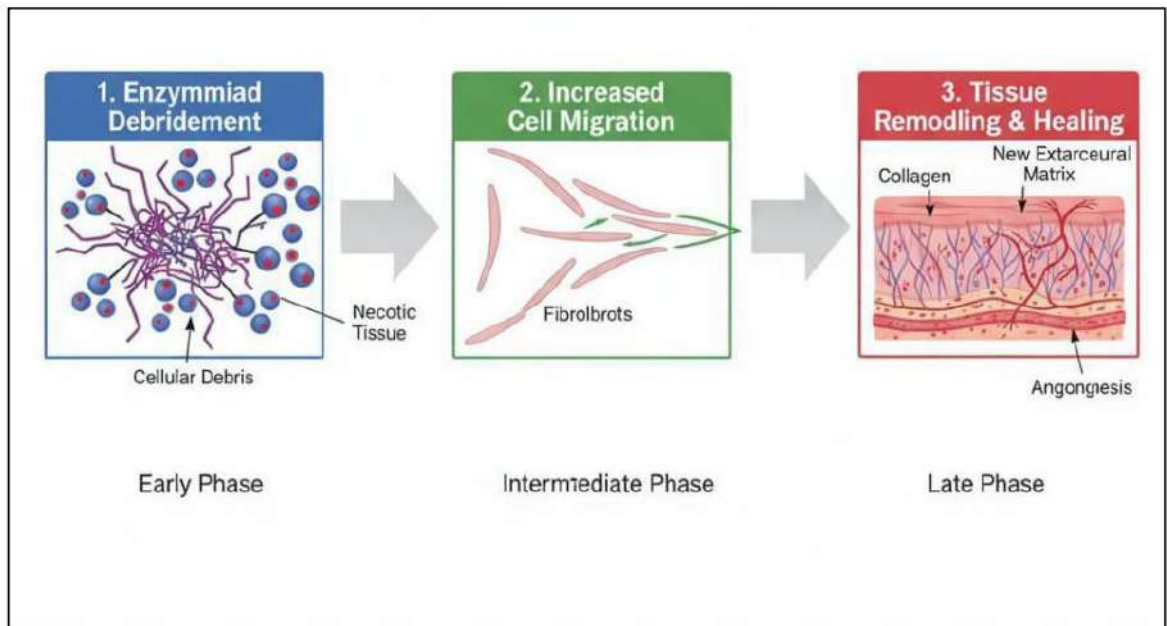 1. Enzymmiad
Debridement
Necotic
Tissue
Cellular Debris
2. Increased
Cell Migration
Fibrolbrots
3. Tissue
Remodling & Healing
New Extarceural
Matrix
Collagen
Angongiesis
Early Phase
Intermediate Phase
Late Phase